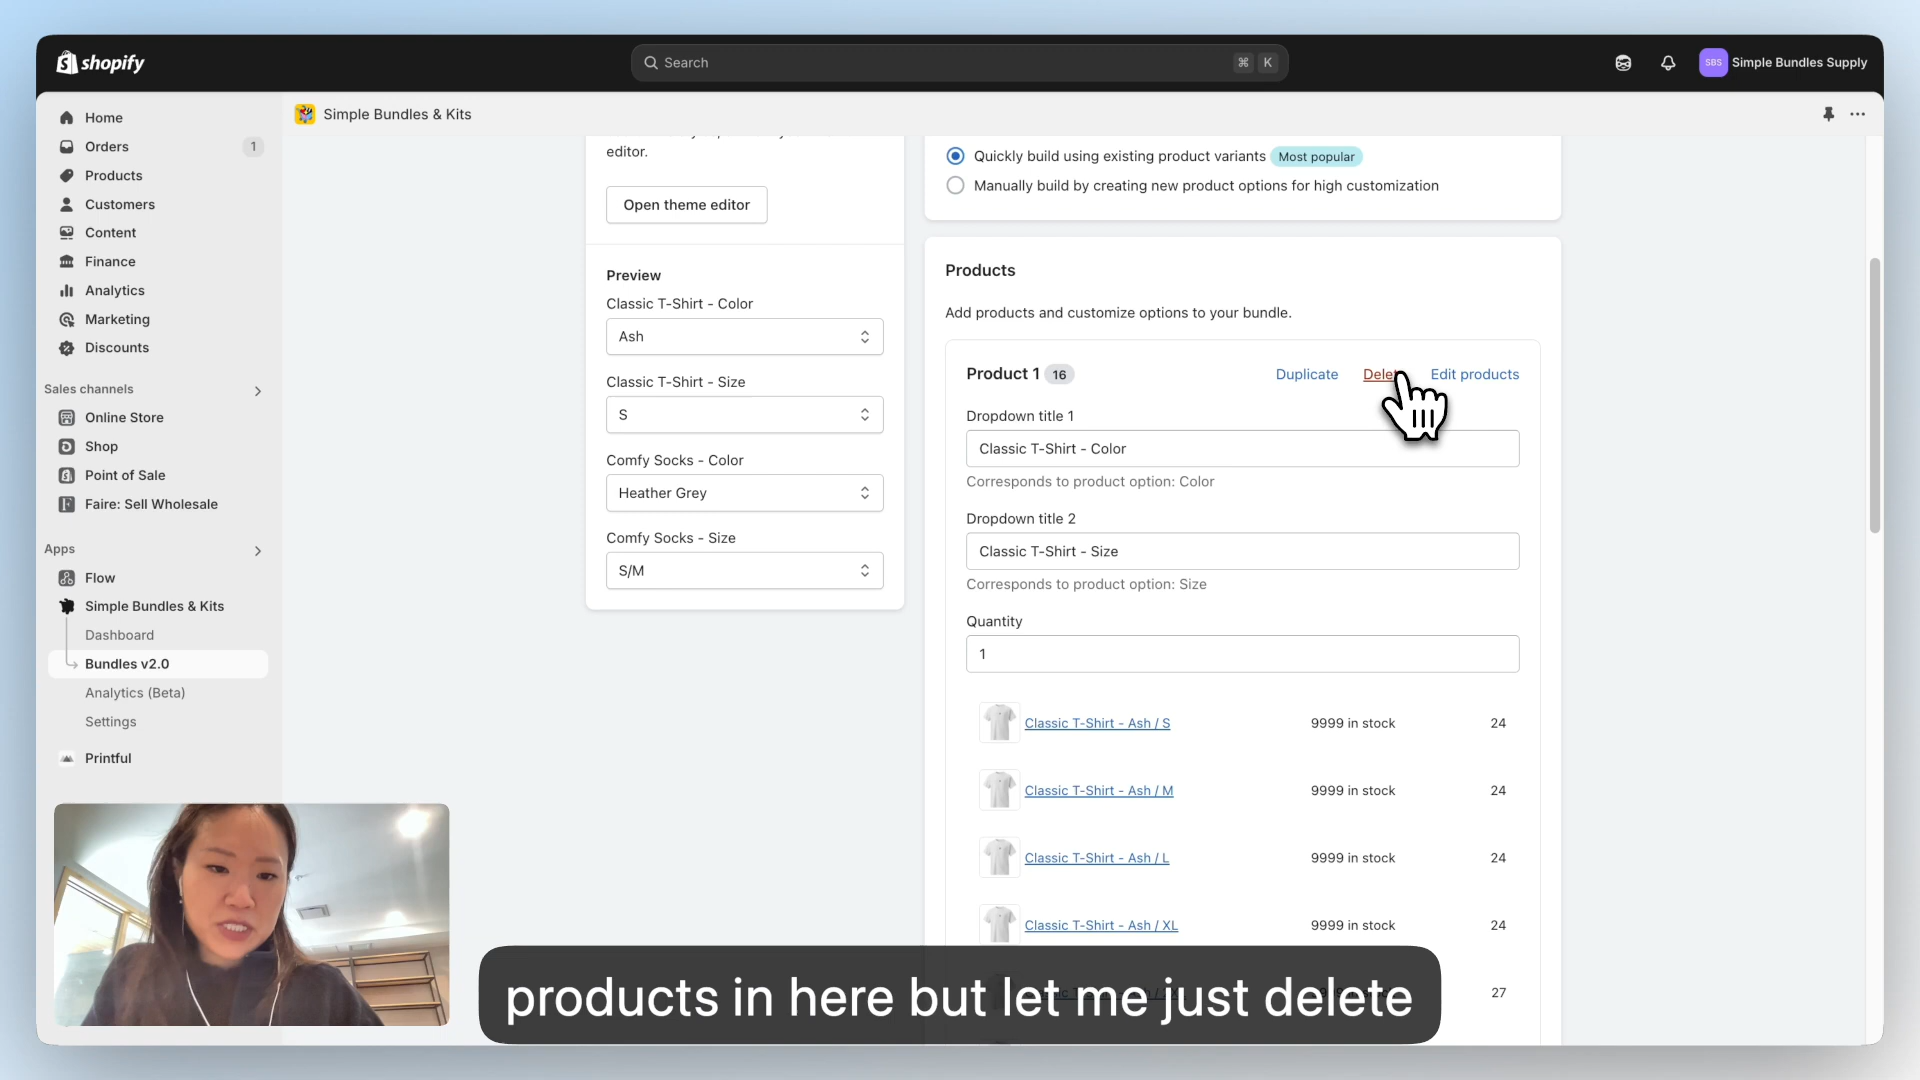 shopify
Search
⌘ K
SBS Simple Bundles Supply
Home
Orders 1
Products
Customers
Content
Finance
Analytics
Marketing
Discounts
Sales channels
Online Store
Shop
Point of Sale
Faire: Sell Wholesale
Apps
Flow
Simple Bundles & Kits
Dashboard
Bundles v2.0
Analytics (Beta)
Settings
Printful
Simple Bundles & Kits
editor.
Open theme editor
Preview
Classic T-Shirt - Color
Ash
Classic T-Shirt - Size
S
Comfy Socks - Color
Heather Grey
Comfy Socks - Size
S/M
Quickly build using existing product variants Most popular
Manually build by creating new product options for high customization
Products
Add products and customize options to your bundle.
Product 1 16 Duplicate Edit products
Dropdown title 1
Classic T-Shirt - Color
Corresponds to product option: Color
Dropdown title 2
Classic T-Shirt - Size
Corresponds to product option: Size
Quantity
1
Classic T-Shirt - Ash / S 9999 in stock 24
Classic T-Shirt - Ash / M 9999 in stock 24
Classic T-Shirt - Ash / L 9999 in stock 24
Classic T-Shirt - Ash / XL 9999 in stock 24
27
products in here but let me just delete